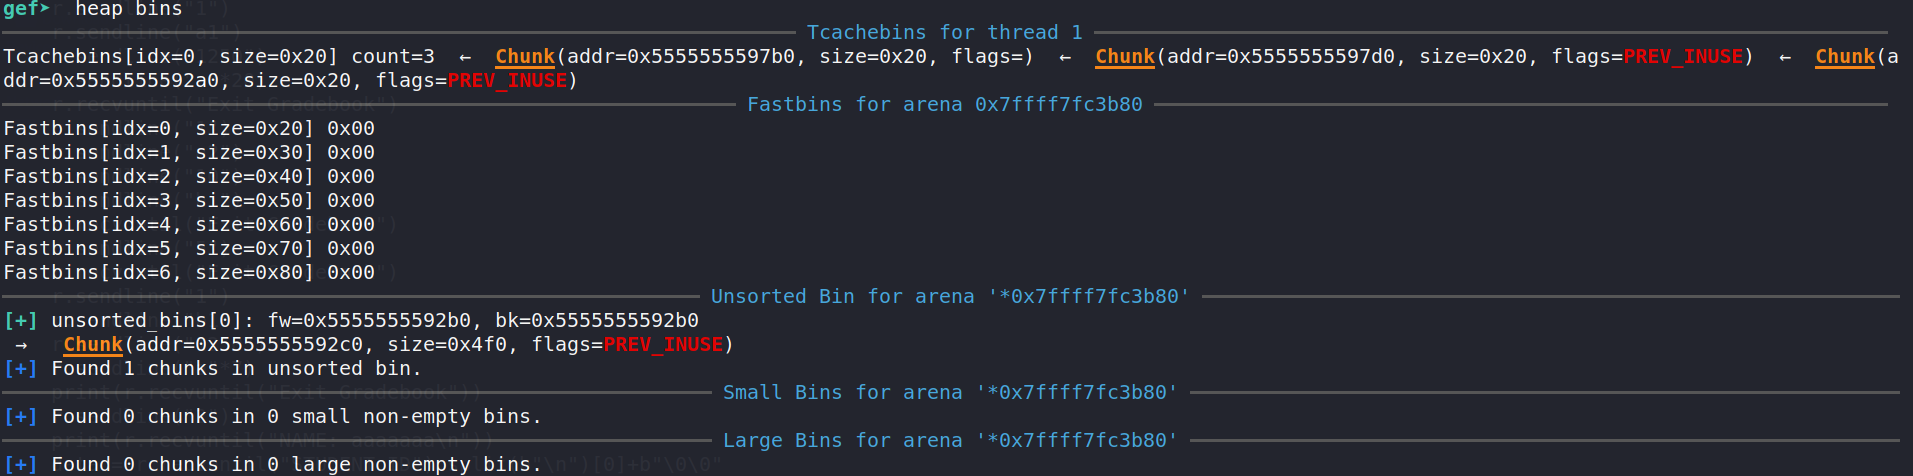 gef➤  heap bins
Tcachebins for thread 1
Tcachebins[idx=0, size=0x20] count=3  ←  Chunk(addr=0x5555555597b0, size=0x20, flags=)  ←  Chunk(addr=0x5555555597d0, size=0x20, flags=PREV_INUSE)  ←  Chunk(a
ddr=0x5555555592a0, size=0x20, flags=PREV_INUSE)
Fastbins for arena 0x7ffff7fc3b80
Fastbins[idx=0, size=0x20] 0x00
Fastbins[idx=1, size=0x30] 0x00
Fastbins[idx=2, size=0x40] 0x00
Fastbins[idx=3, size=0x50] 0x00
Fastbins[idx=4, size=0x60] 0x00
Fastbins[idx=5, size=0x70] 0x00
Fastbins[idx=6, size=0x80] 0x00
Unsorted Bin for arena '*0x7ffff7fc3b80'
[+] unsorted_bins[0]: fw=0x5555555592b0, bk=0x5555555592b0
→   Chunk(addr=0x5555555592c0, size=0x4f0, flags=PREV_INUSE)
[+] Found 1 chunks in unsorted bin.
Small Bins for arena '*0x7ffff7fc3b80'
[+] Found 0 chunks in 0 small non-empty bins.
Large Bins for arena '*0x7ffff7fc3b80'
[+] Found 0 chunks in 0 large non-empty bins.